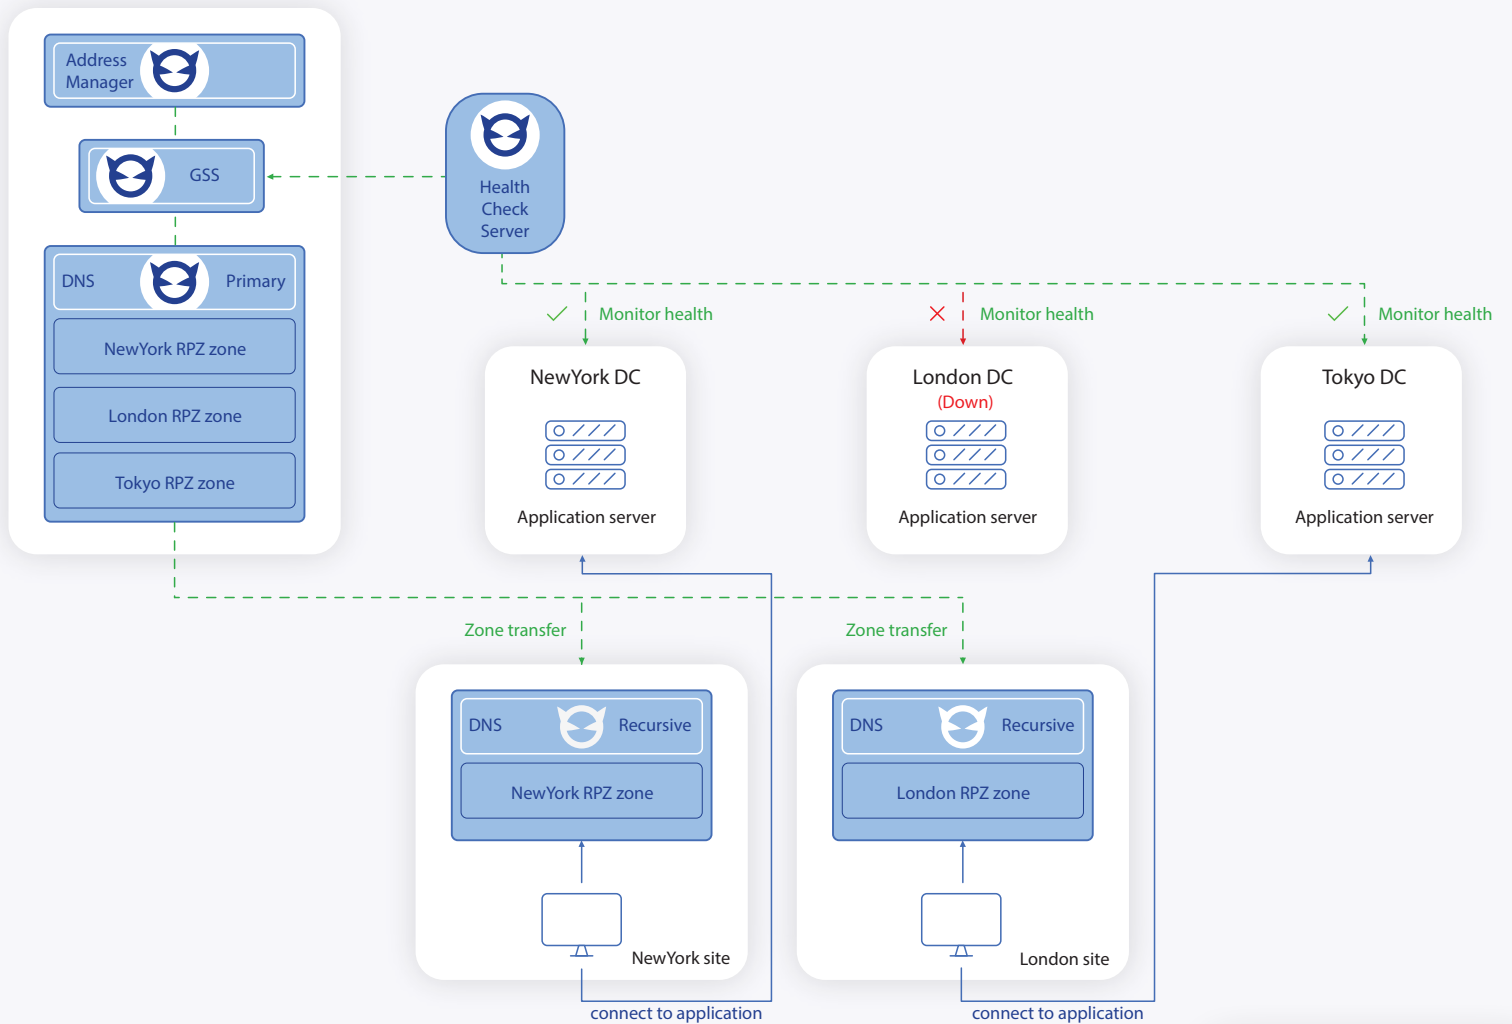 Address
Manager
GSS
DNS Primary
NewYork RPZ zone
London RPZ zone
Tokyo RPZ zone
Health
Check
Server
Monitor health
Monitor health
Monitor health
NewYork DC
Application server
London DC
(Down)
Application server
Tokyo DC
Application server
Zone transfer
Zone transfer
DNS Recursive
NewYork RPZ zone
NewYork site
connect to application
DNS Recursive
London RPZ zone
London site
connect to application